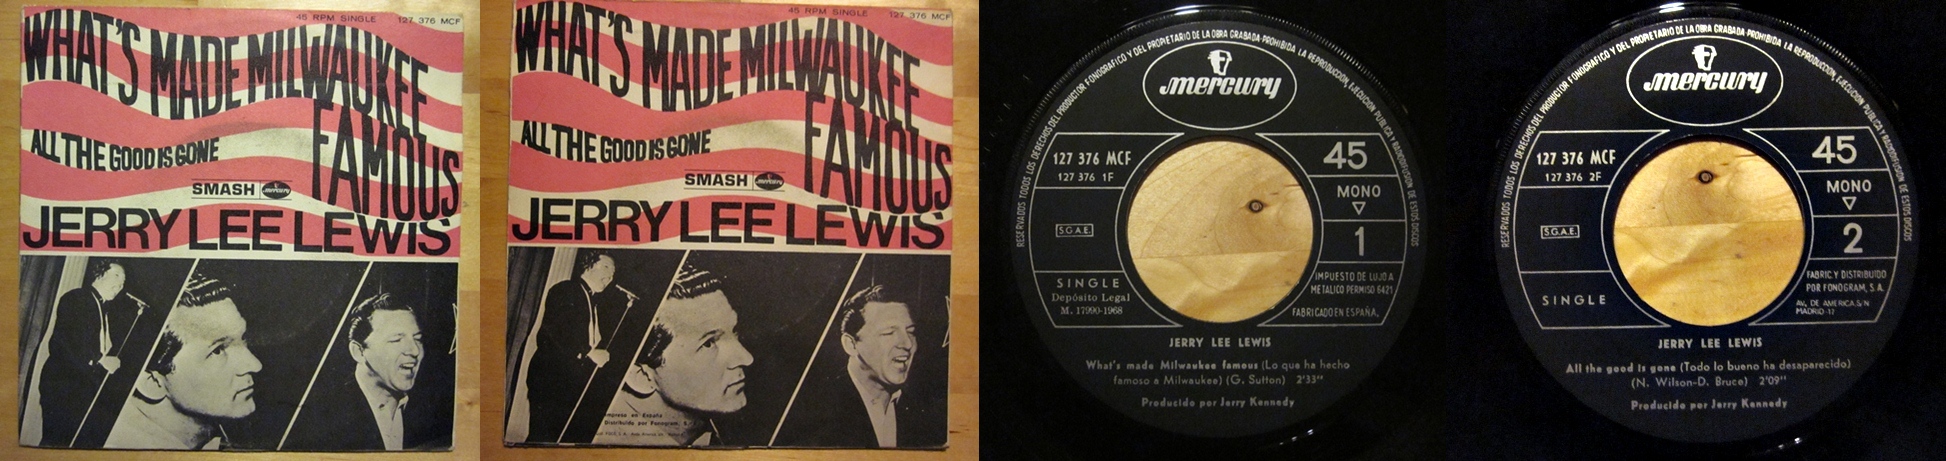 45 RPM SINGLE 127 376 MCF
WHAT'S MADE MILWAUKEE
FAMOUS
ALL THE GOOD IS GONE
SMASH mercury
JERRY LEE LEWIS
45 RPM SINGLE 127 376 MCF
WHAT'S MADE MILWAUKEE
FAMOUS
ALL THE GOOD IS GONE
SMASH mercury
JERRY LEE LEWIS
Impreso en España
Distribuido por Fonogram,
RESERVADOS TODOS LOS DERECHOS DEL PRODUCTOR FONOGRAFICO Y DEL PROPIETARIO DE LA OBRA GRABADA-PROHIBIDA LA REPRODUCCION, EJECUCION PUBLICA Y RADIODIFUSION DE ESTOS DISCOS
mercury
127 376 MCF
127 376 1F
45
MONO
1
S.G.A.E.
SINGLE
Depósito Legal
M. 17990-1968
IMPUESTO DE LUJO A
METALICO PERMISO 6421
FABRICADO EN ESPAÑA.
JERRY LEE LEWIS
What's made Milwaukee famous (Lo que ha hecho
famoso a Milwaukee) (G. Sutton) 2'33"
Producido por Jerry Kennedy
RESERVADOS TODOS LOS DERECHOS DEL PRODUCTOR FONOGRAFICO Y DEL PROPIETARIO DE LA OBRA GRABADA-PROHIBIDA LA REPRODUCCION, EJECUCION PUBLICA Y RADIODIFUSION DE ESTOS DISCOS
mercury
127 376 MCF
127 376 2F
45
MONO
2
S.G.A.E.
SINGLE
FABRIC. Y DISTRIBUIDO
POR FONOGRAM, S.A.
AV. DE AMERICA, S/N
MADRID-17
JERRY LEE LEWIS
All the good is gone (Todo lo bueno ha desaparecido)
(N. Wilson-D. Bruce) 2'09"
Producido por Jerry Kennedy